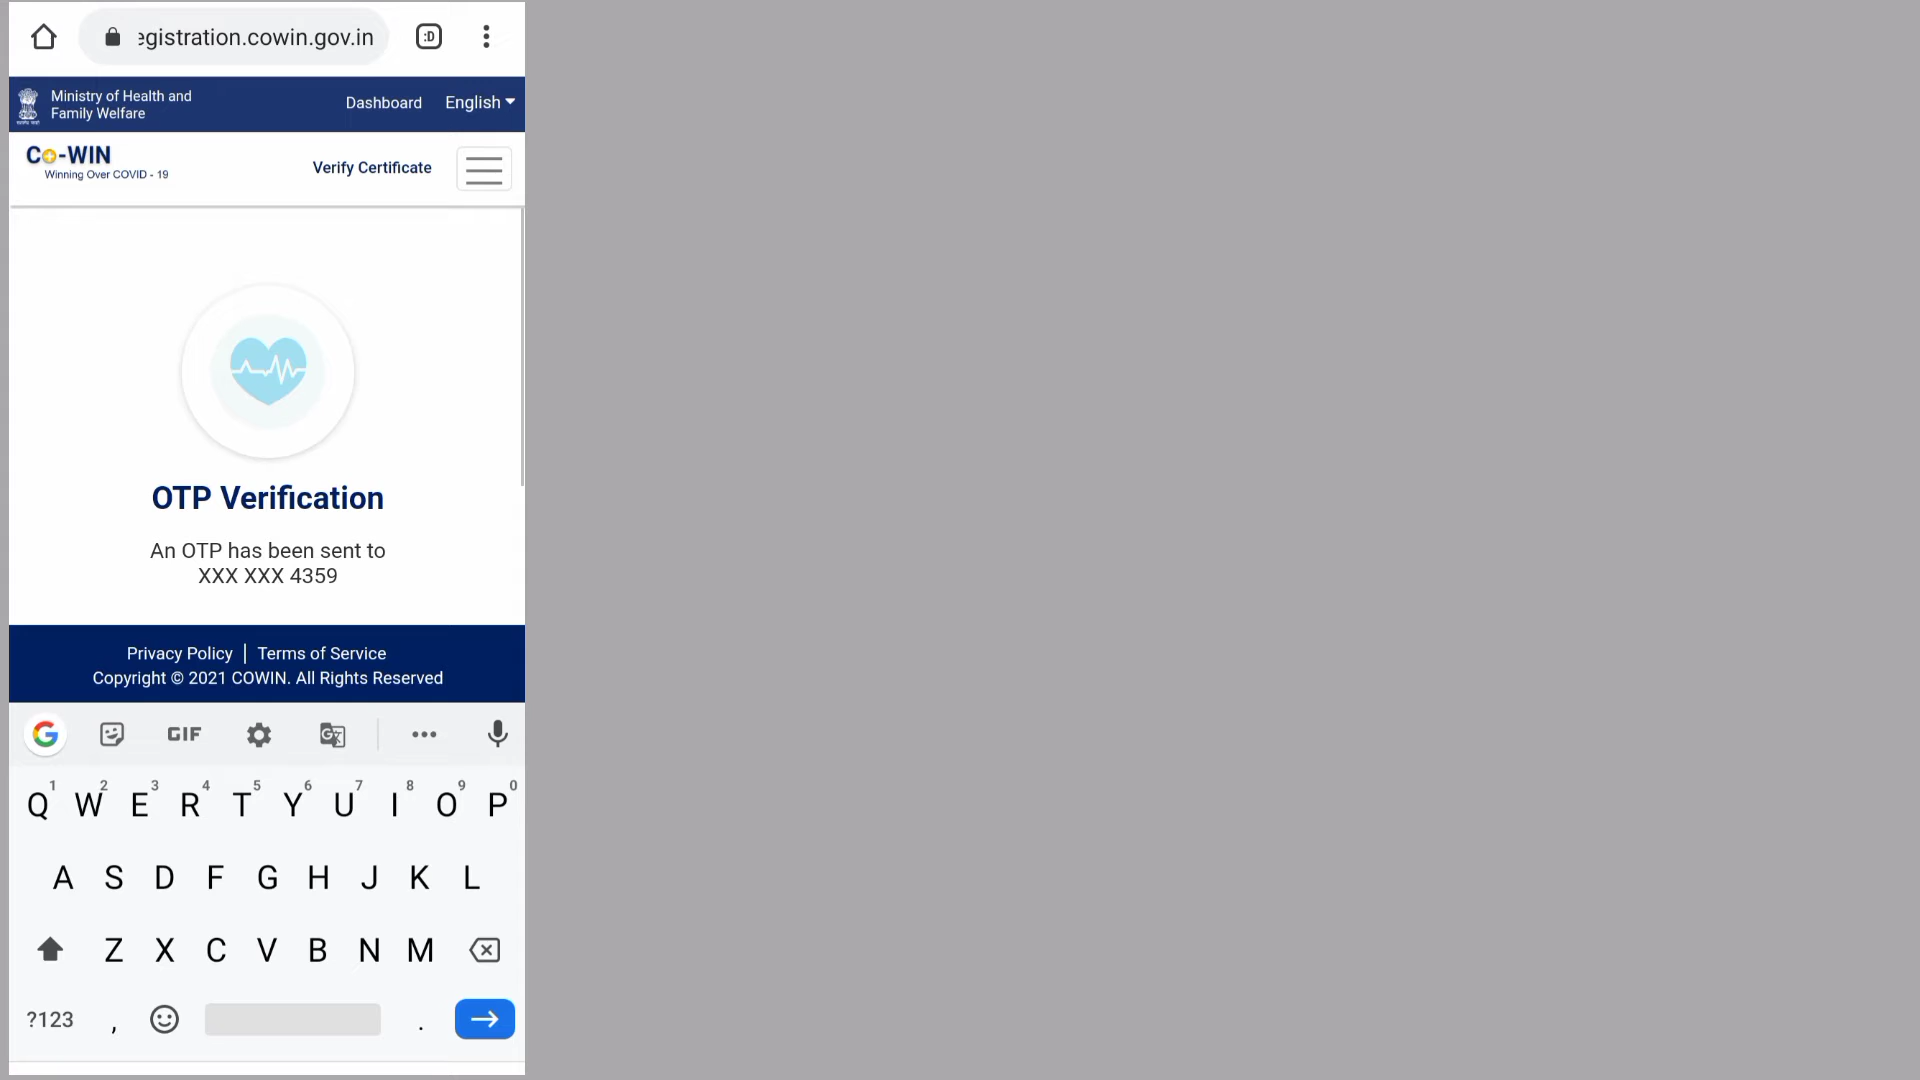 egistration.cowin.gov.in
:D
Ministry of Health and
Family Welfare
Dashboard
English
Co-WIN
Winning Over COVID - 19
Verify Certificate
OTP Verification
An OTP has been sent to
XXX XXX 4359
Privacy Policy | Terms of Service
Copyright © 2021 COWIN. All Rights Reserved
G GIF G
1 2 3 4 5 6 7 8 9 0
Q W E R T Y U I O P
A S D F G H J K L
Z X C V B N M
?123 , .